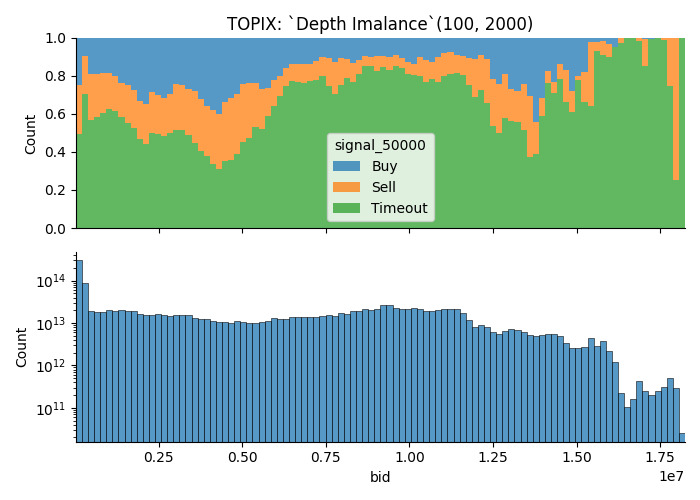 TOPIX: `Depth Imalance`(100, 2000)
1.0
0.8
0.6
0.4
0.2
0.0
Count
signal_50000
Buy
Sell
Timeout
10^14
10^13
10^12
10^11
Count
0.25 0.50 0.75 1.00 1.25 1.50 1.75
1e7
bid